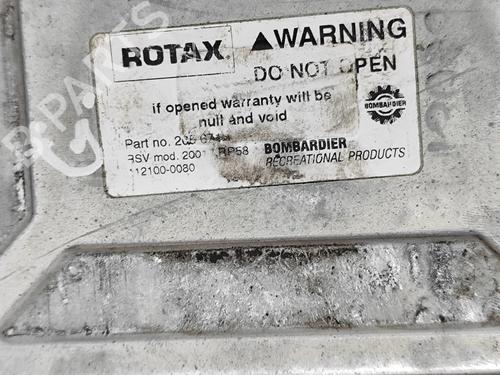 ROTAX ▲WARNING
DO NOT OPEN
BOMBARDIER
if opened warranty will be
null and void
Part no.
RSV mod. 2001 BOMBARDIER
112100-0080 RECREATIONAL PRODUCTS
B-PARTS